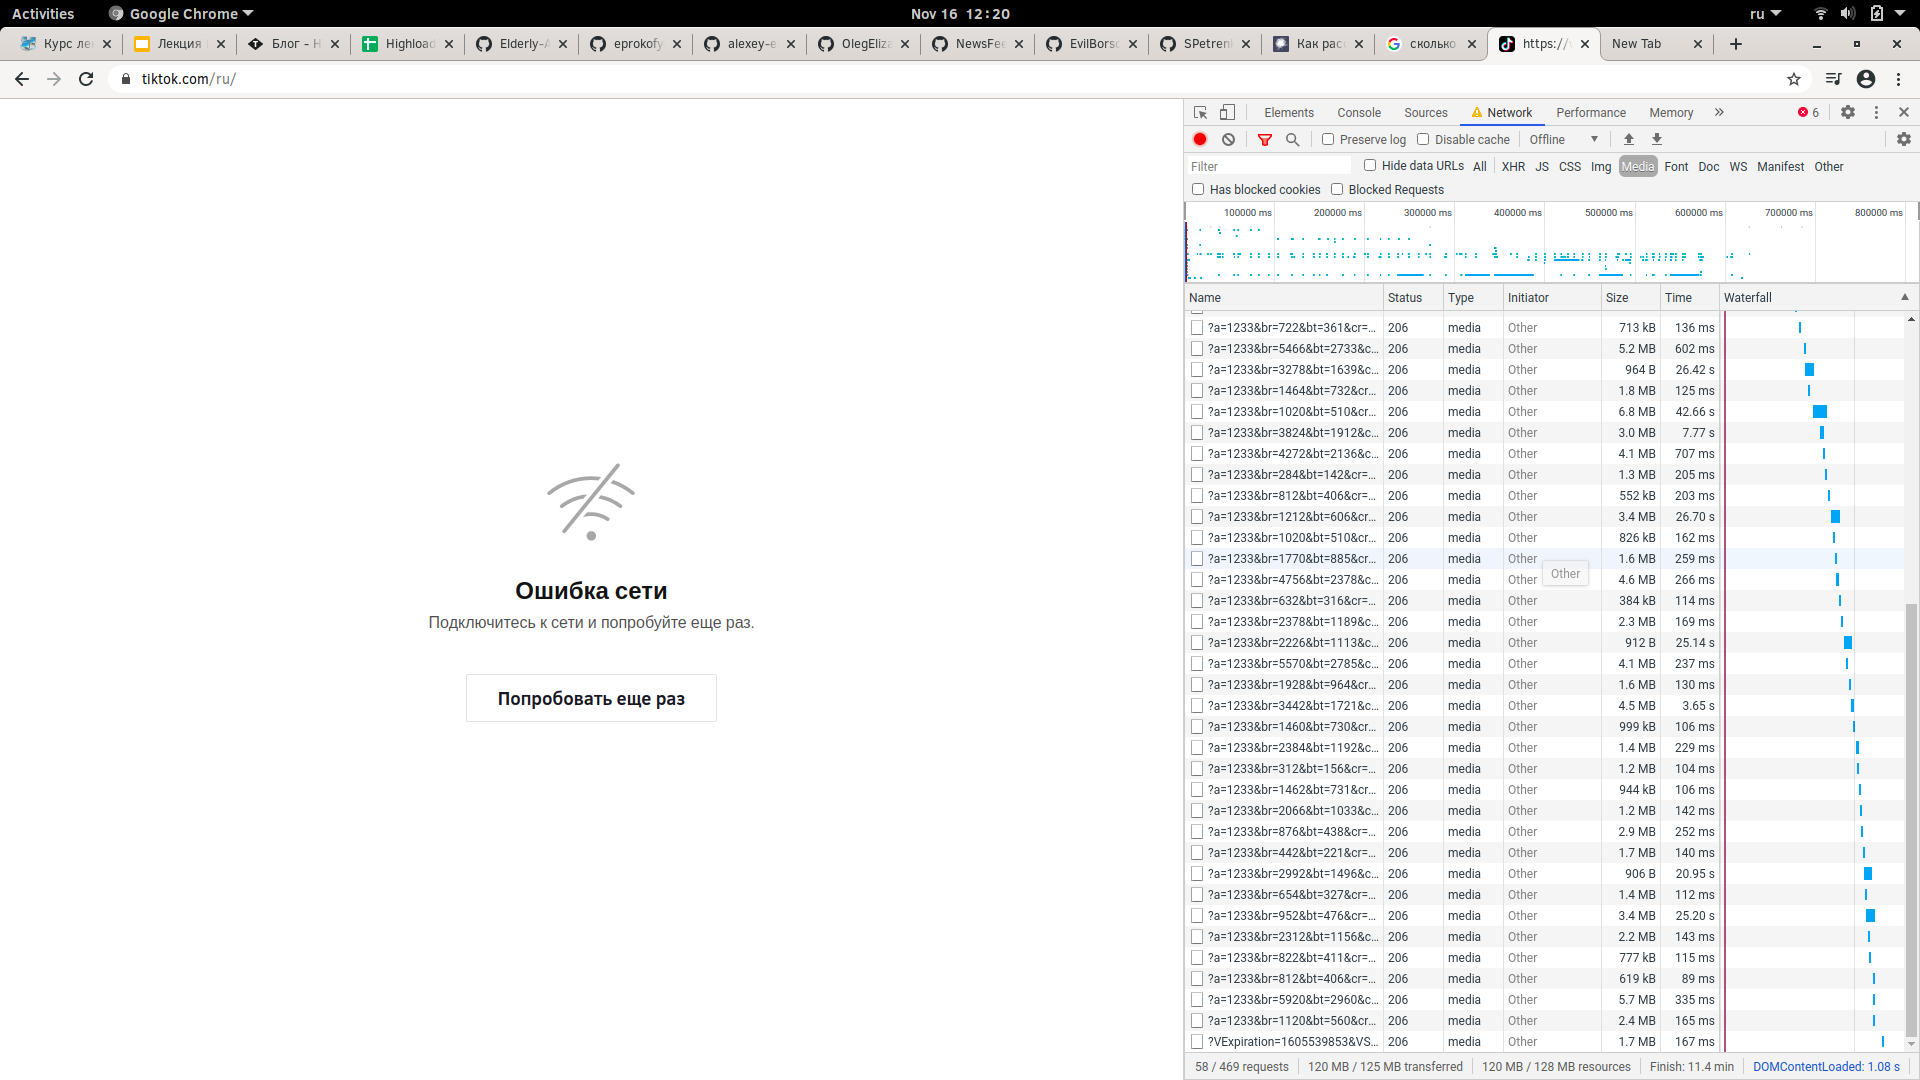 Activities
Google Chrome
Nov 16 12:20
ru
Курс ле
Лекция
Блог - Н
Highload
Elderly-A
eprokofy
alexey-e
OlegEliza
NewsFee
EvilBorsc
SPetrenk
Как рас
сколько
https://v
New Tab
tiktok.com/ru/
Elements Console Sources Network Performance Memory 6
Preserve log Disable cache Offline
Filter Hide data URLs All XHR JS CSS Img Media Font Doc WS Manifest Other
Has blocked cookies Blocked Requests
100000 ms 200000 ms 300000 ms 400000 ms 500000 ms 600000 ms 700000 ms 800000 ms
Name Status Type Initiator Size Time Waterfall
?a=1233&br=722&bt=361&cr=... 206 media Other 713 kB 136 ms
?a=1233&br=5466&bt=2733&c... 206 media Other 5.2 MB 602 ms
?a=1233&br=3278&bt=1639&c... 206 media Other 964 B 26.42 s
?a=1233&br=1464&bt=732&cr... 206 media Other 1.8 MB 125 ms
?a=1233&br=1020&bt=510&cr... 206 media Other 6.8 MB 42.66 s
?a=1233&br=3824&bt=1912&c... 206 media Other 3.0 MB 7.77 s
?a=1233&br=4272&bt=2136&c... 206 media Other 4.1 MB 707 ms
?a=1233&br=284&bt=142&cr=... 206 media Other 1.3 MB 205 ms
?a=1233&br=812&bt=406&cr=... 206 media Other 552 kB 203 ms
?a=1233&br=1212&bt=606&cr... 206 media Other 3.4 MB 26.70 s
?a=1233&br=1020&bt=510&cr... 206 media Other 826 kB 162 ms
?a=1233&br=1770&bt=885&cr... 206 media Other 1.6 MB 259 ms
Other
?a=1233&br=4756&bt=2378&c... 206 media Other 4.6 MB 266 ms
?a=1233&br=632&bt=316&cr=... 206 media Other 384 kB 114 ms
?a=1233&br=2378&bt=1189&c... 206 media Other 2.3 MB 169 ms
?a=1233&br=2226&bt=1113&c... 206 media Other 912 B 25.14 s
?a=1233&br=5570&bt=2785&c... 206 media Other 4.1 MB 237 ms
?a=1233&br=1928&bt=964&cr... 206 media Other 1.6 MB 130 ms
?a=1233&br=3442&bt=1721&c... 206 media Other 4.5 MB 3.65 s
?a=1233&br=1460&bt=730&cr... 206 media Other 999 kB 106 ms
?a=1233&br=2384&bt=1192&c... 206 media Other 1.4 MB 229 ms
?a=1233&br=312&bt=156&cr=... 206 media Other 1.2 MB 104 ms
?a=1233&br=1462&bt=731&cr... 206 media Other 944 kB 106 ms
?a=1233&br=2066&bt=1033&c... 206 media Other 1.2 MB 142 ms
?a=1233&br=876&bt=438&cr=... 206 media Other 2.9 MB 252 ms
?a=1233&br=442&bt=221&cr=... 206 media Other 1.7 MB 140 ms
?a=1233&br=2992&bt=1496&c... 206 media Other 906 B 20.95 s
?a=1233&br=654&bt=327&cr=... 206 media Other 1.4 MB 112 ms
?a=1233&br=952&bt=476&cr=... 206 media Other 3.4 MB 25.20 s
?a=1233&br=2312&bt=1156&c... 206 media Other 2.2 MB 143 ms
?a=1233&br=822&bt=411&cr=... 206 media Other 777 kB 115 ms
?a=1233&br=812&bt=406&cr=... 206 media Other 619 kB 89 ms
?a=1233&br=5920&bt=2960&c... 206 media Other 5.7 MB 335 ms
?a=1233&br=1120&bt=560&cr... 206 media Other 2.4 MB 165 ms
?VExpiration=1605539853&VS... 206 media Other 1.7 MB 167 ms
58 / 469 requests 120 MB / 125 MB transferred 120 MB / 128 MB resources Finish: 11.4 min DOMContentLoaded: 1.08 s
Ошибка сети
Подключитесь к сети и попробуйте еще раз.
Попробовать еще раз